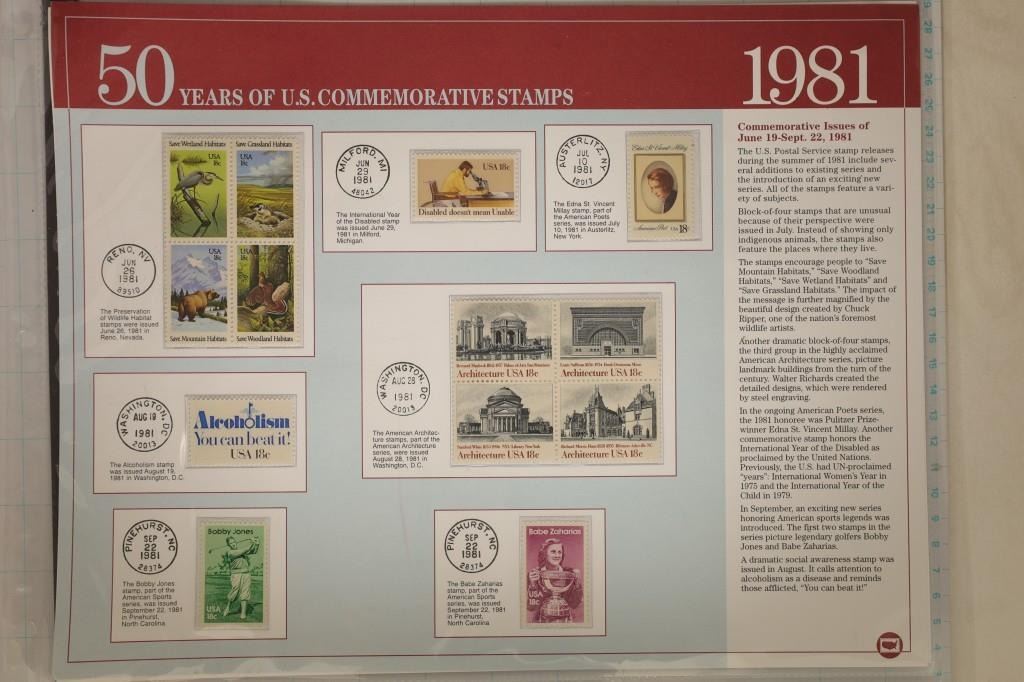 50 YEARS OF U.S. COMMEMORATIVE STAMPS
1981
Save Wetland Habitats
USA
18c
Save Grassland Habitats
USA
18c
USA
18c
Save Mountain Habitats
USA
18c
Save Woodland Habitats
RENO, NV
JUN
26
1981
89510
The Preservation
of Wildlife Habitat
stamps were issued
June 26, 1981 in
Reno, Nevada.
MILFORD, MI
JUN
29
1981
48042
The International Year
of the Disabled stamp
was issued June 29,
1981 in Milford,
Michigan.
USA 18c
Disabled doesn't mean Unable
AUSTERLITZ, NY
JUL
10
1981
12017
The Edna St. Vincent
Millay stamp, part of
the American Poets
series, was issued July
10, 1981 in Austerlitz,
New York.
Edna St. Vincent Millay
American Poet USA 18c
WASHINGTON, DC
AUG 19
1981
20013
The Alcoholism stamp
was issued August 19,
1981 in Washington, D.C.
Alcoholism
You can beat it!
USA 18c
WASHINGTON, DC
AUG 28
1981
20013
The American Architec-
ture stamps, part of the
American Architecture
series, were issued
August 28, 1981 in
Washington, D.C.
Architecture USA 18c
Architecture USA 18c
Architecture USA 18c
Architecture USA 18c
PINEHURST, NC
SEP
22
1981
28374
The Bobby Jones
stamp, part of the
American Sports
series, was issued
September 22, 1981
in Pinehurst,
North Carolina
Bobby Jones
USA
18c
PINEHURST, NC
SEP
22
1981
28374
The Babe Zaharias
stamp, part of the
American Sports
series, was issued
September 22, 1981
in Pinehurst,
North Carolina
Babe Zaharias
USA
18c
Commemorative Issues of
June 19-Sept. 22, 1981
The U.S. Postal Service stamp releases
during the summer of 1981 include sev-
eral additions to existing series and
the introduction of an exciting new
series. All of the stamps feature a vari-
ety of subjects.
Block-of-four stamps that are unusual
because of their perspective were
issued in July. Instead of showing only
indigenous animals, the stamps also
feature the places where they live.
The stamps encourage people to "Save
Mountain Habitats," "Save Woodland
Habitats," "Save Wetland Habitats" and
"Save Grassland Habitats." The impact of
the message is further magnified by the
beautiful design created by Chuck
Ripper, one of the nation's foremost
wildlife artists.
Another dramatic block-of-four stamps,
the third group in the highly acclaimed
American Architecture series, picture
landmark buildings from the turn of the
century. Walter Richards created the
detailed designs, which were rendered
by steel engraving.
In the ongoing American Poets series,
the 1981 honoree was Pulitzer Prize-
winner Edna St. Vincent Millay. Another
commemorative stamp honors the
International Year of the Disabled as
proclaimed by the United Nations.
Previously, the U.S. had UN-proclaimed
"years": International Women's Year in
1975 and the International Year of the
Child in 1979.
In September, an exciting new series
honoring American sports legends was
introduced. The first two stamps in the
series picture legendary golfers Bobby
Jones and Babe Zaharias.
A dramatic social awareness stamp was
issued in August. It calls attention to
alcoholism as a disease and reminds
those afflicted, "You can beat it!"